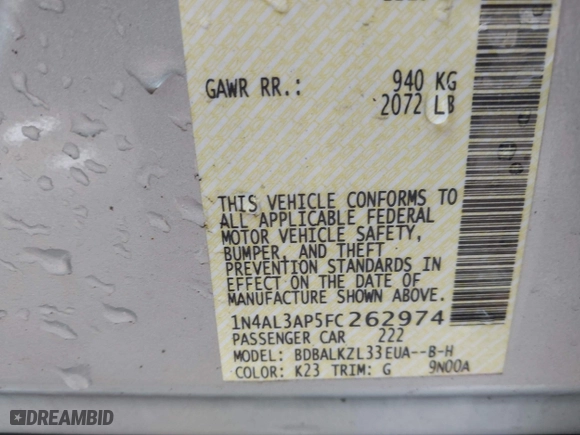 GAWR RR.: 940 KG
2072 LB
THIS VEHICLE CONFORMS TO
ALL APPLICABLE FEDERAL
MOTOR VEHICLE SAFETY,
BUMPER, AND THEFT
PREVENTION STANDARDS IN
EFFECT ON THE DATE OF
MANUFACTURE SHOWN ABOVE.
1N4AL3AP5FC262974
PASSENGER CAR 222
MODEL: BDBALKZL33EUA--B-H
COLOR: K23 TRIM: G 9N00A
DREAMBID